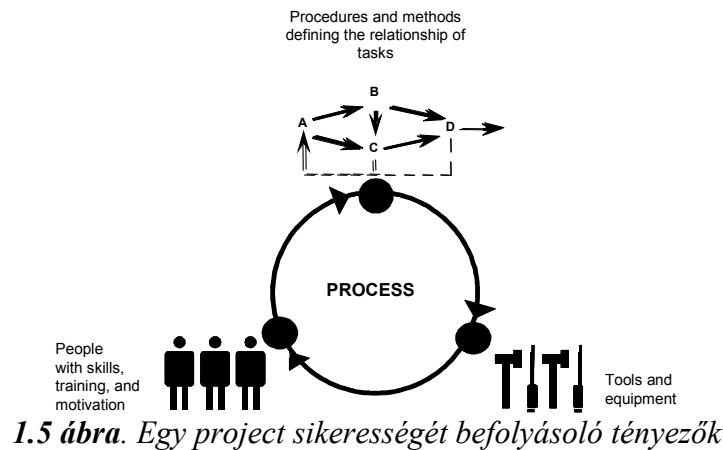 Procedures and methods
defining the relationship of
tasks
B
A
D
C
PROCESS
People
with skills,
training, and
motivation
Tools and
equipment
1.5 ábra. Egy project sikerességét befolyásoló tényezők